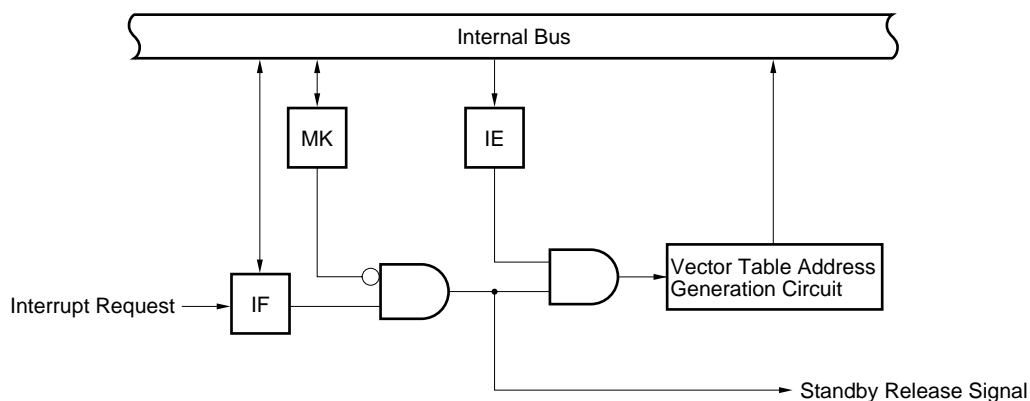 Internal Bus
MK
IE
Interrupt Request
IF
Vector Table Address
Generation Circuit
Standby Release Signal